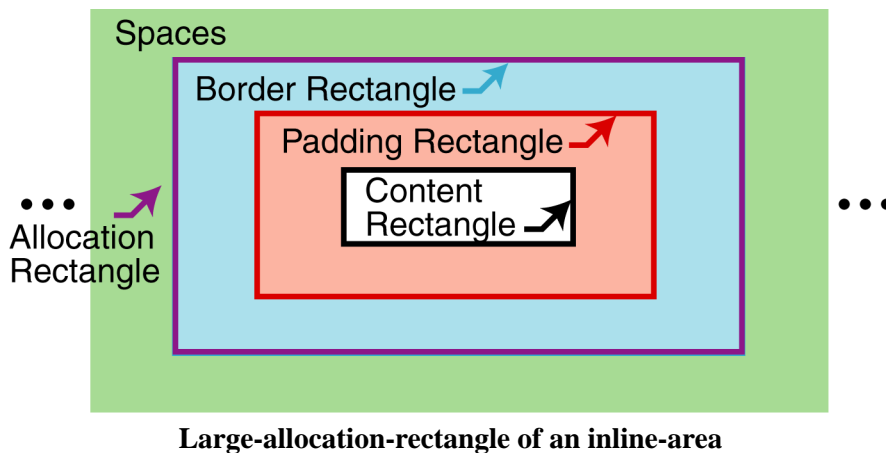 Spaces
Border Rectangle
Padding Rectangle
Content
Rectangle
•••
•••
Allocation
Rectangle
Large-allocation-rectangle of an inline-area